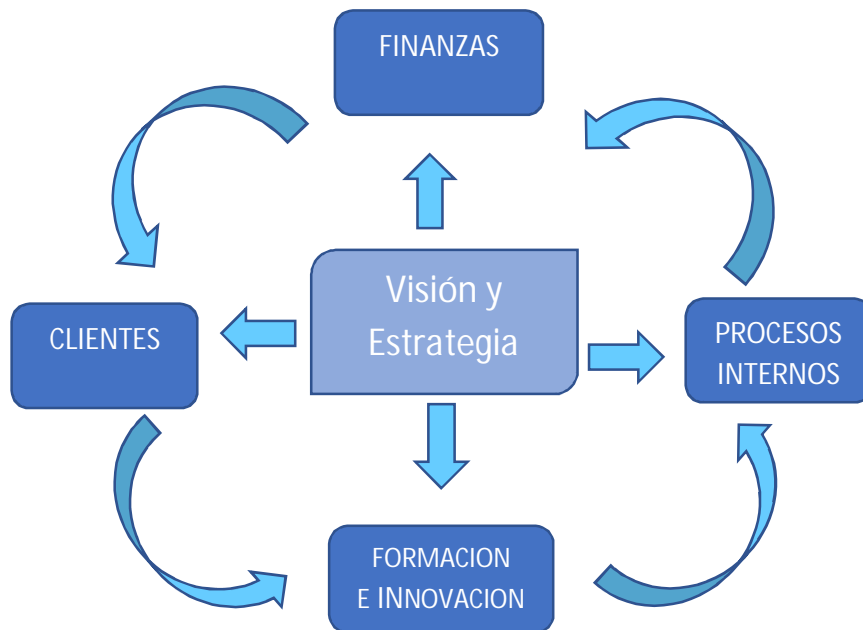 FINANZAS
Visión y
Estrategia
CLIENTES
PROCESOS
INTERNOS
FORMACION
E INNOVACION